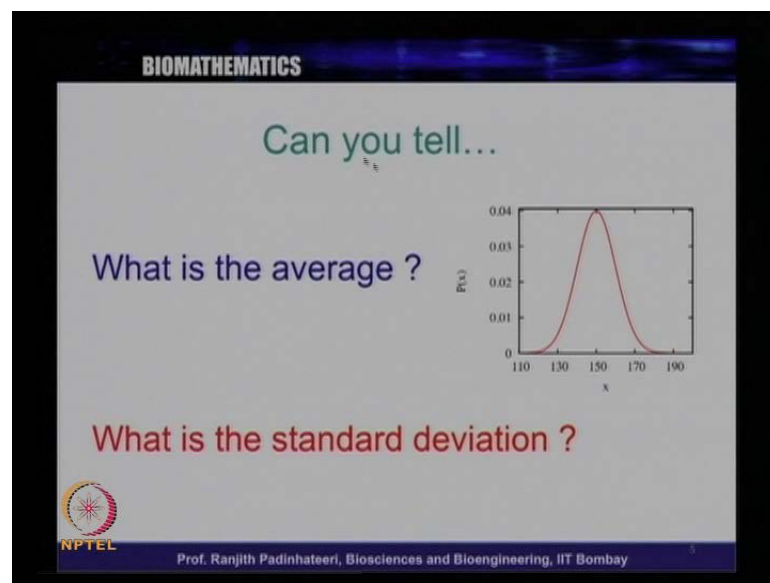 BIOMATHEMATICS
Can you tell...
What is the average ?
0.04
0.03
0.02
0.01
0
P(x)
110 130 150 170 190
x
What is the standard deviation ?
NPTEL
Prof. Ranjith Padinhateeri, Biosciences and Bioengineering, IIT Bombay
5